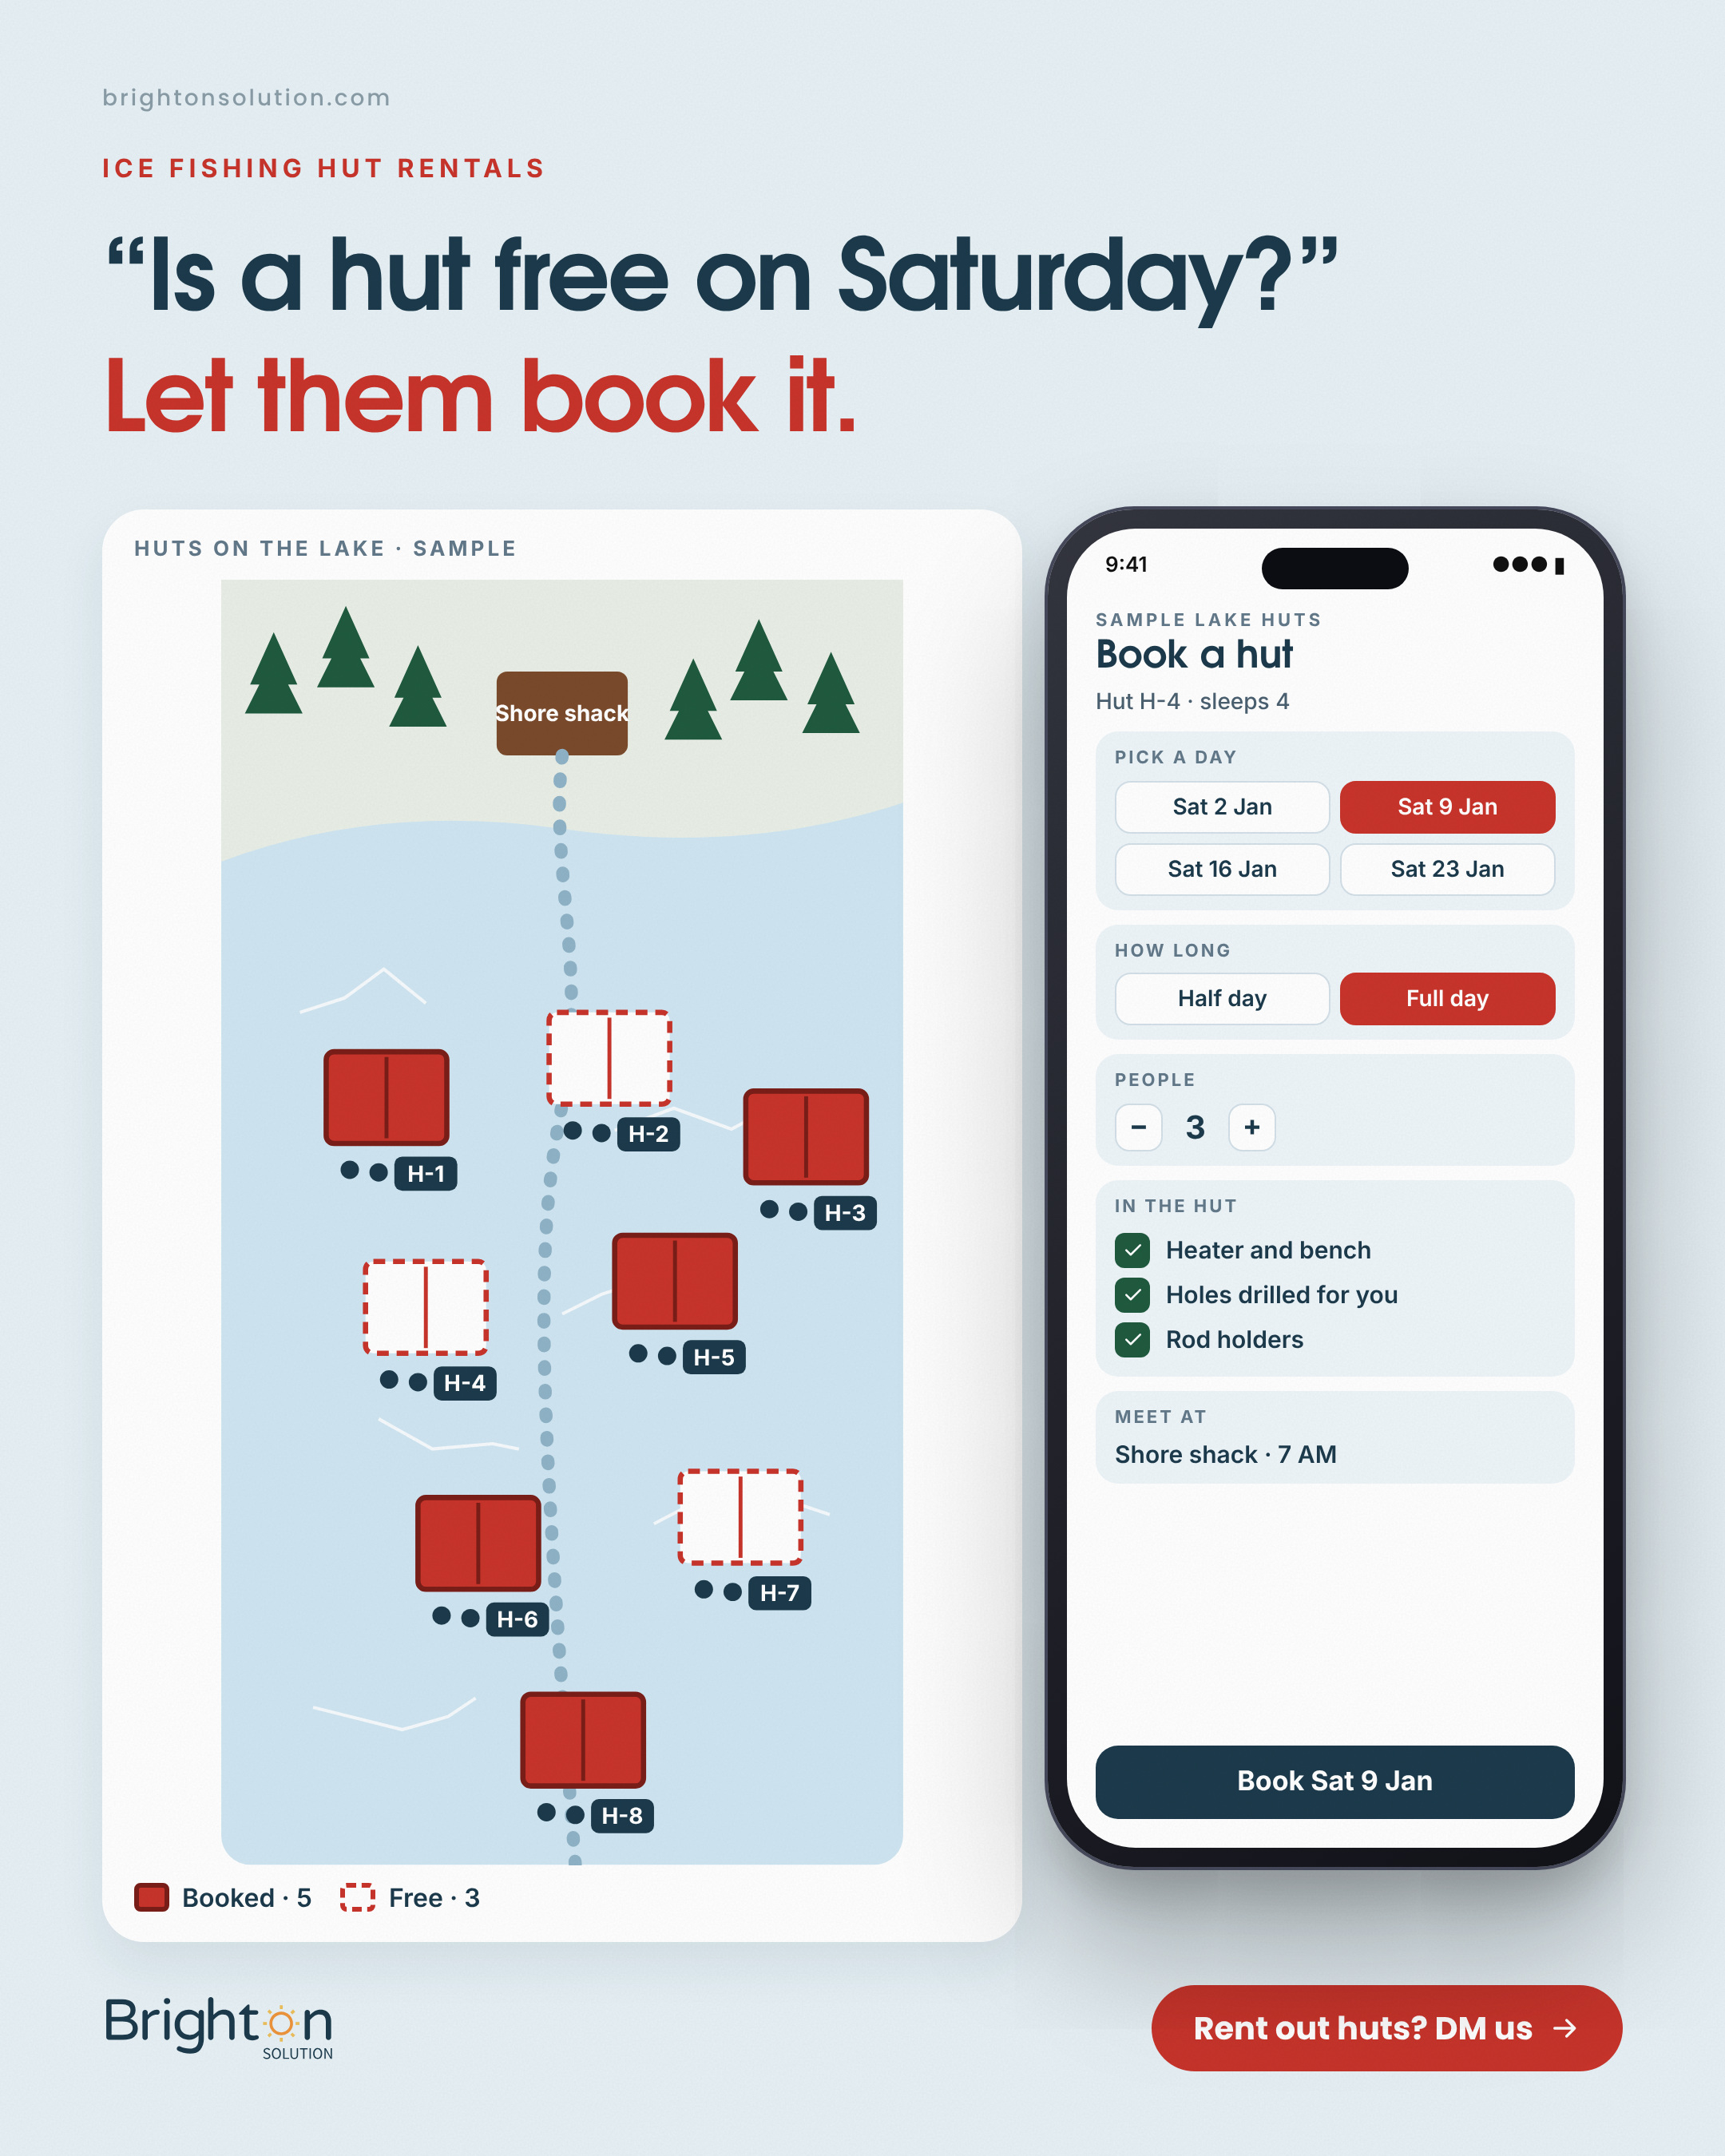 brightonsolution.com
ICE FISHING HUT RENTALS
“Is a hut free on Saturday?”
Let them book it.
HUTS ON THE LAKE · SAMPLE
Shore shack
H-1
H-2
H-3
H-4
H-5
H-6
H-7
H-8
Booked · 5
Free · 3
9:41
SAMPLE LAKE HUTS
Book a hut
Hut H-4 · sleeps 4
PICK A DAY
Sat 2 Jan
Sat 9 Jan
Sat 16 Jan
Sat 23 Jan
HOW LONG
Half day
Full day
PEOPLE
− 3 +
IN THE HUT
Heater and bench
Holes drilled for you
Rod holders
MEET AT
Shore shack · 7 AM
Book Sat 9 Jan
Brighton
SOLUTION
Rent out huts? DM us →